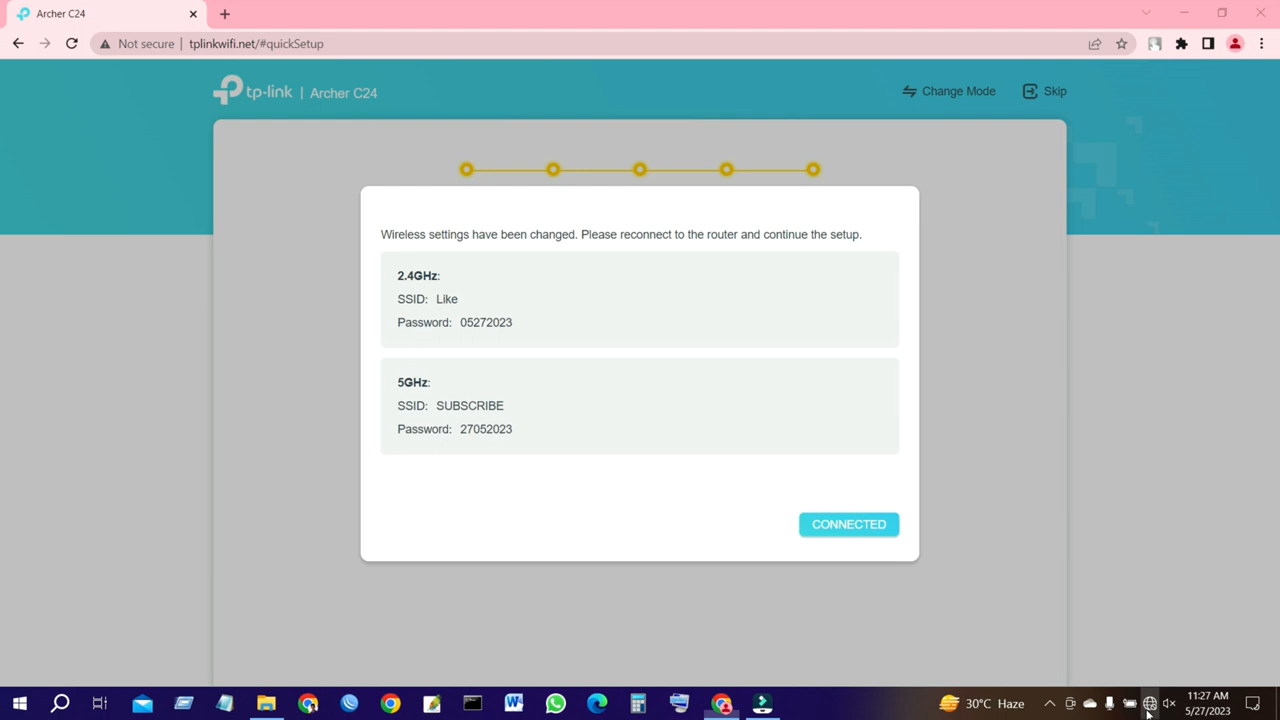 Archer C24
Not secure | tplinkwifi.net/#quickSetup
tp-link | Archer C24
Change Mode
Skip
Wireless settings have been changed. Please reconnect to the router and continue the setup.
2.4GHz:
SSID: Like
Password: 05272023
5GHz:
SSID: SUBSCRIBE
Password: 27052023
CONNECTED
30°C Haze
11:27 AM
5/27/2023